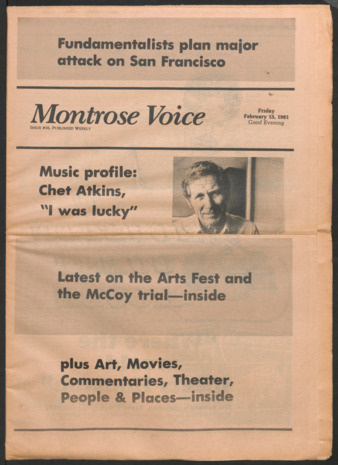 Fundamentalists plan major
attack on San Francisco
Montrose Voice
Friday
February 13, 1981
Good Evening
PUBLISHED WEEKLY
Music profile:
Chet Atkins,
"I was lucky"
Latest on the Arts Fest and
the McCoy trial—inside
plus Art, Movies,
Commentaries, Theater,
People & Places—inside